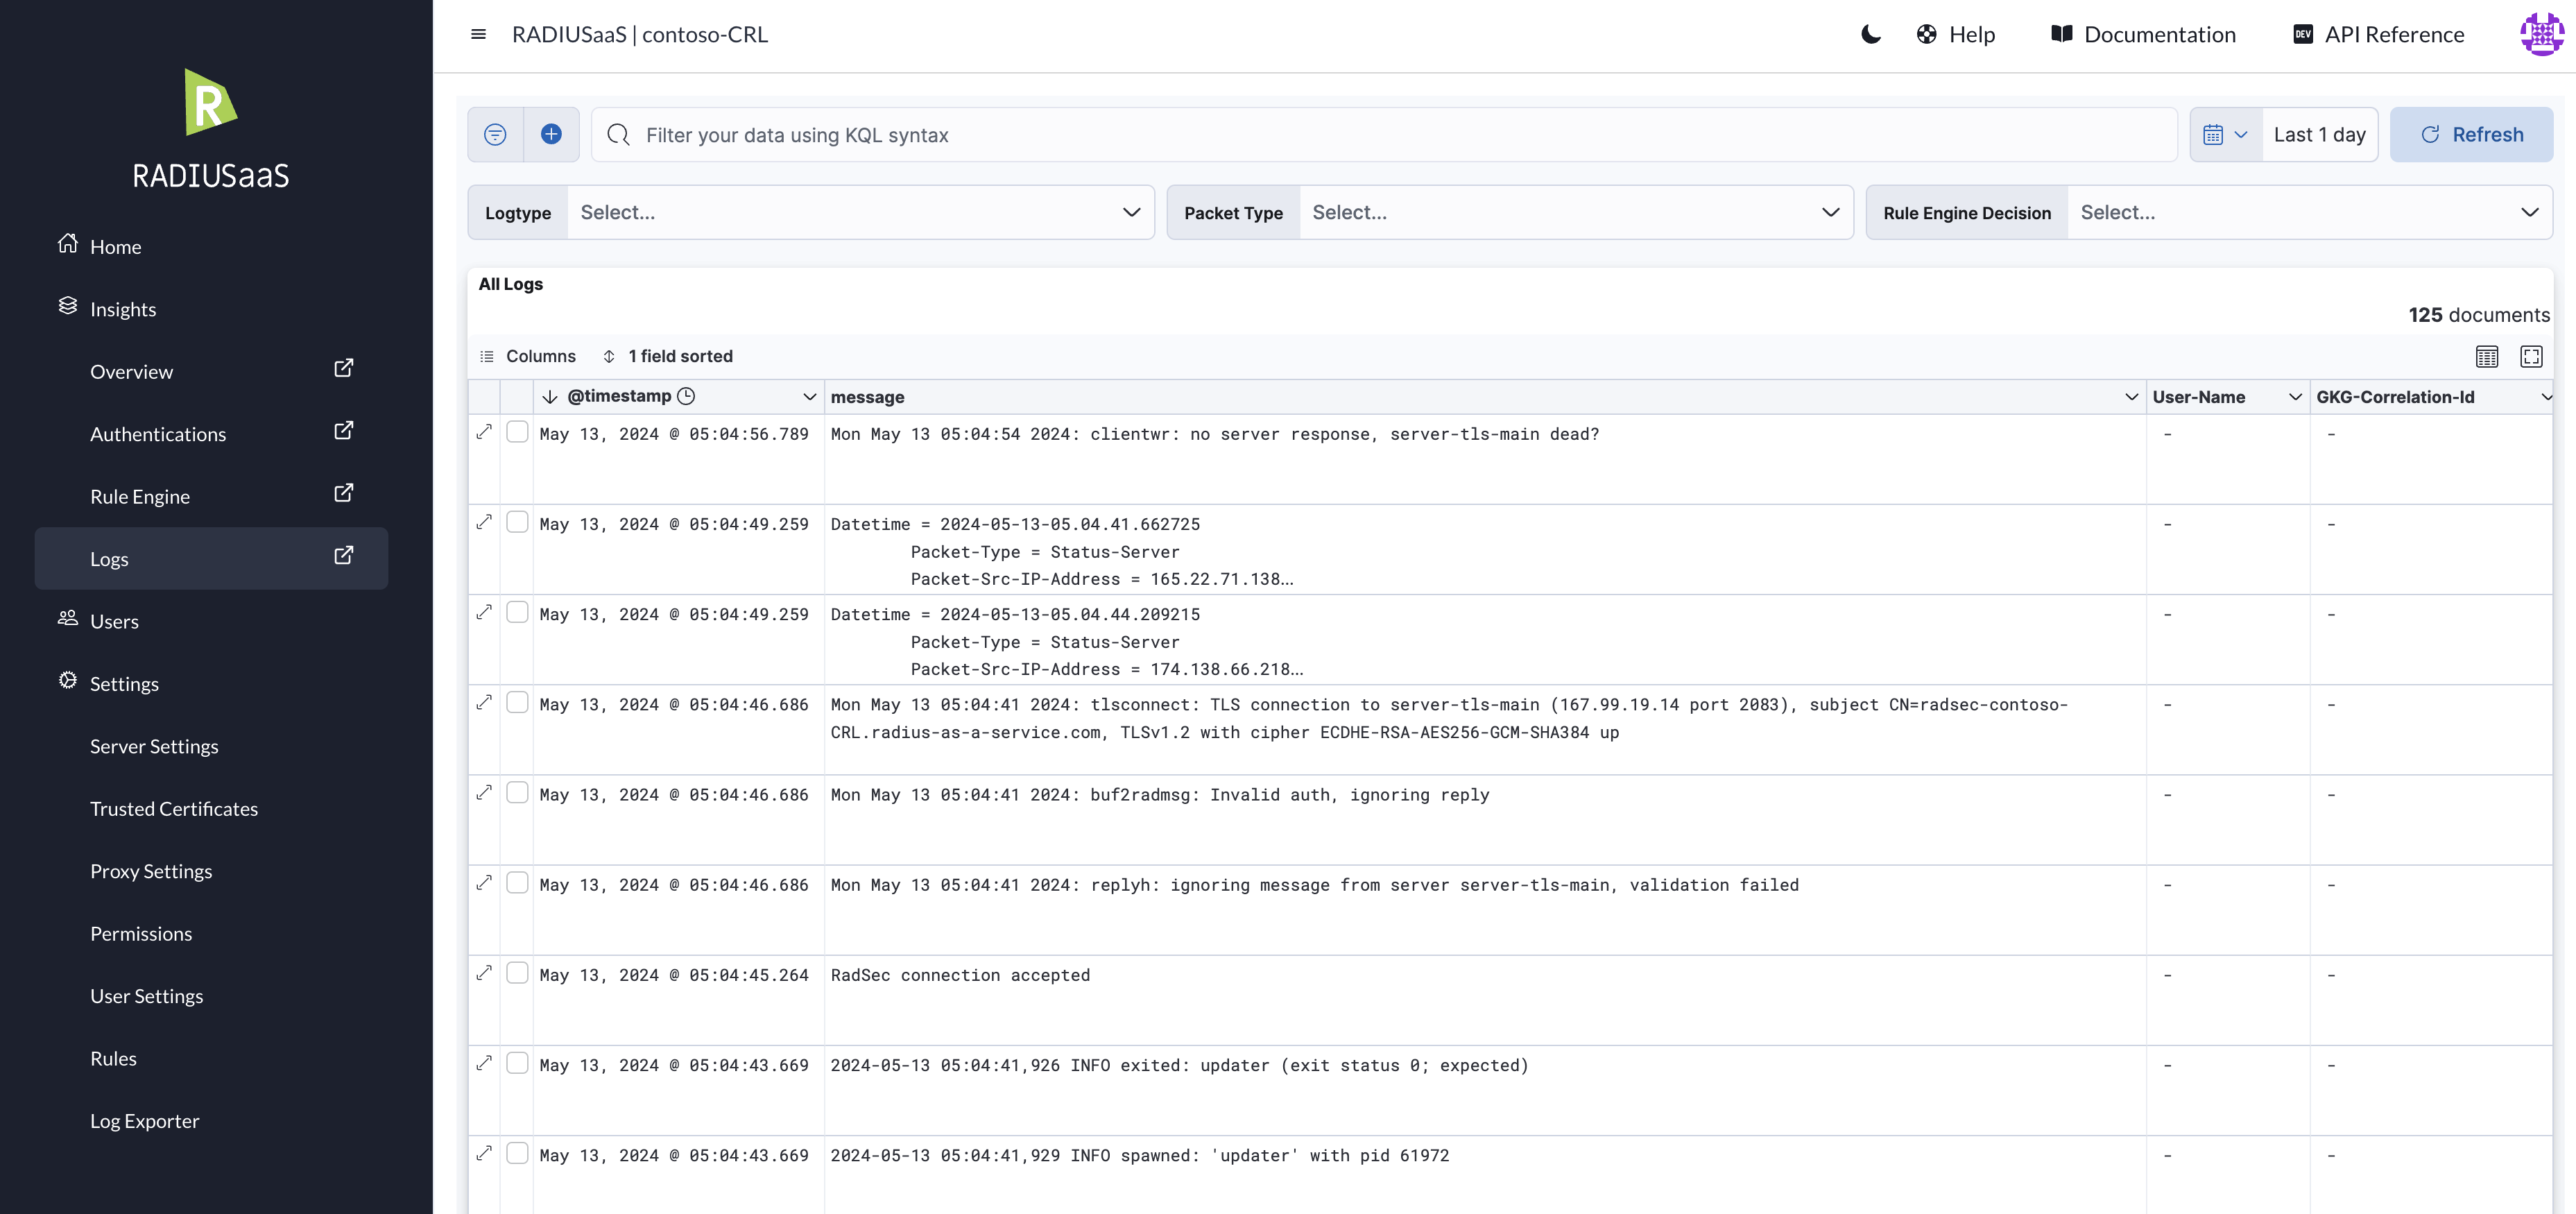 RADIUSaaS | contoso-CRL
Help
Documentation
DEV
API Reference
R
RADIUSaaS
Home
Insights
Overview
Authentications
Rule Engine
Logs
Users
Settings
Server Settings
Trusted Certificates
Proxy Settings
Permissions
User Settings
Rules
Log Exporter
Filter your data using KQL syntax
Last 1 day
Refresh
Logtype Select...
Packet Type Select...
Rule Engine Decision Select...
All Logs
125 documents
Columns
1 field sorted
@timestamp message User-Name GKG-Correlation-Id
May 13, 2024 @ 05:04:56.789 Mon May 13 05:04:54 2024: clientwr: no server response, server-tls-main dead? - -
May 13, 2024 @ 05:04:49.259 Datetime = 2024-05-13-05.04.41.662725 - -
Packet-Type = Status-Server
Packet-Src-IP-Address = 165.22.71.138...
May 13, 2024 @ 05:04:49.259 Datetime = 2024-05-13-05.04.44.209215 - -
Packet-Type = Status-Server
Packet-Src-IP-Address = 174.138.66.218...
May 13, 2024 @ 05:04:46.686 Mon May 13 05:04:41 2024: tlsconnect: TLS connection to server-tls-main (167.99.19.14 port 2083), subject CN=radsec-contoso- - -
CRL.radius-as-a-service.com, TLSv1.2 with cipher ECDHE-RSA-AES256-GCM-SHA384 up
May 13, 2024 @ 05:04:46.686 Mon May 13 05:04:41 2024: buf2radmsg: Invalid auth, ignoring reply - -
May 13, 2024 @ 05:04:46.686 Mon May 13 05:04:41 2024: replyh: ignoring message from server server-tls-main, validation failed - -
May 13, 2024 @ 05:04:45.264 RadSec connection accepted - -
May 13, 2024 @ 05:04:43.669 2024-05-13 05:04:41,926 INFO exited: updater (exit status 0; expected) - -
May 13, 2024 @ 05:04:43.669 2024-05-13 05:04:41,929 INFO spawned: 'updater' with pid 61972 - -